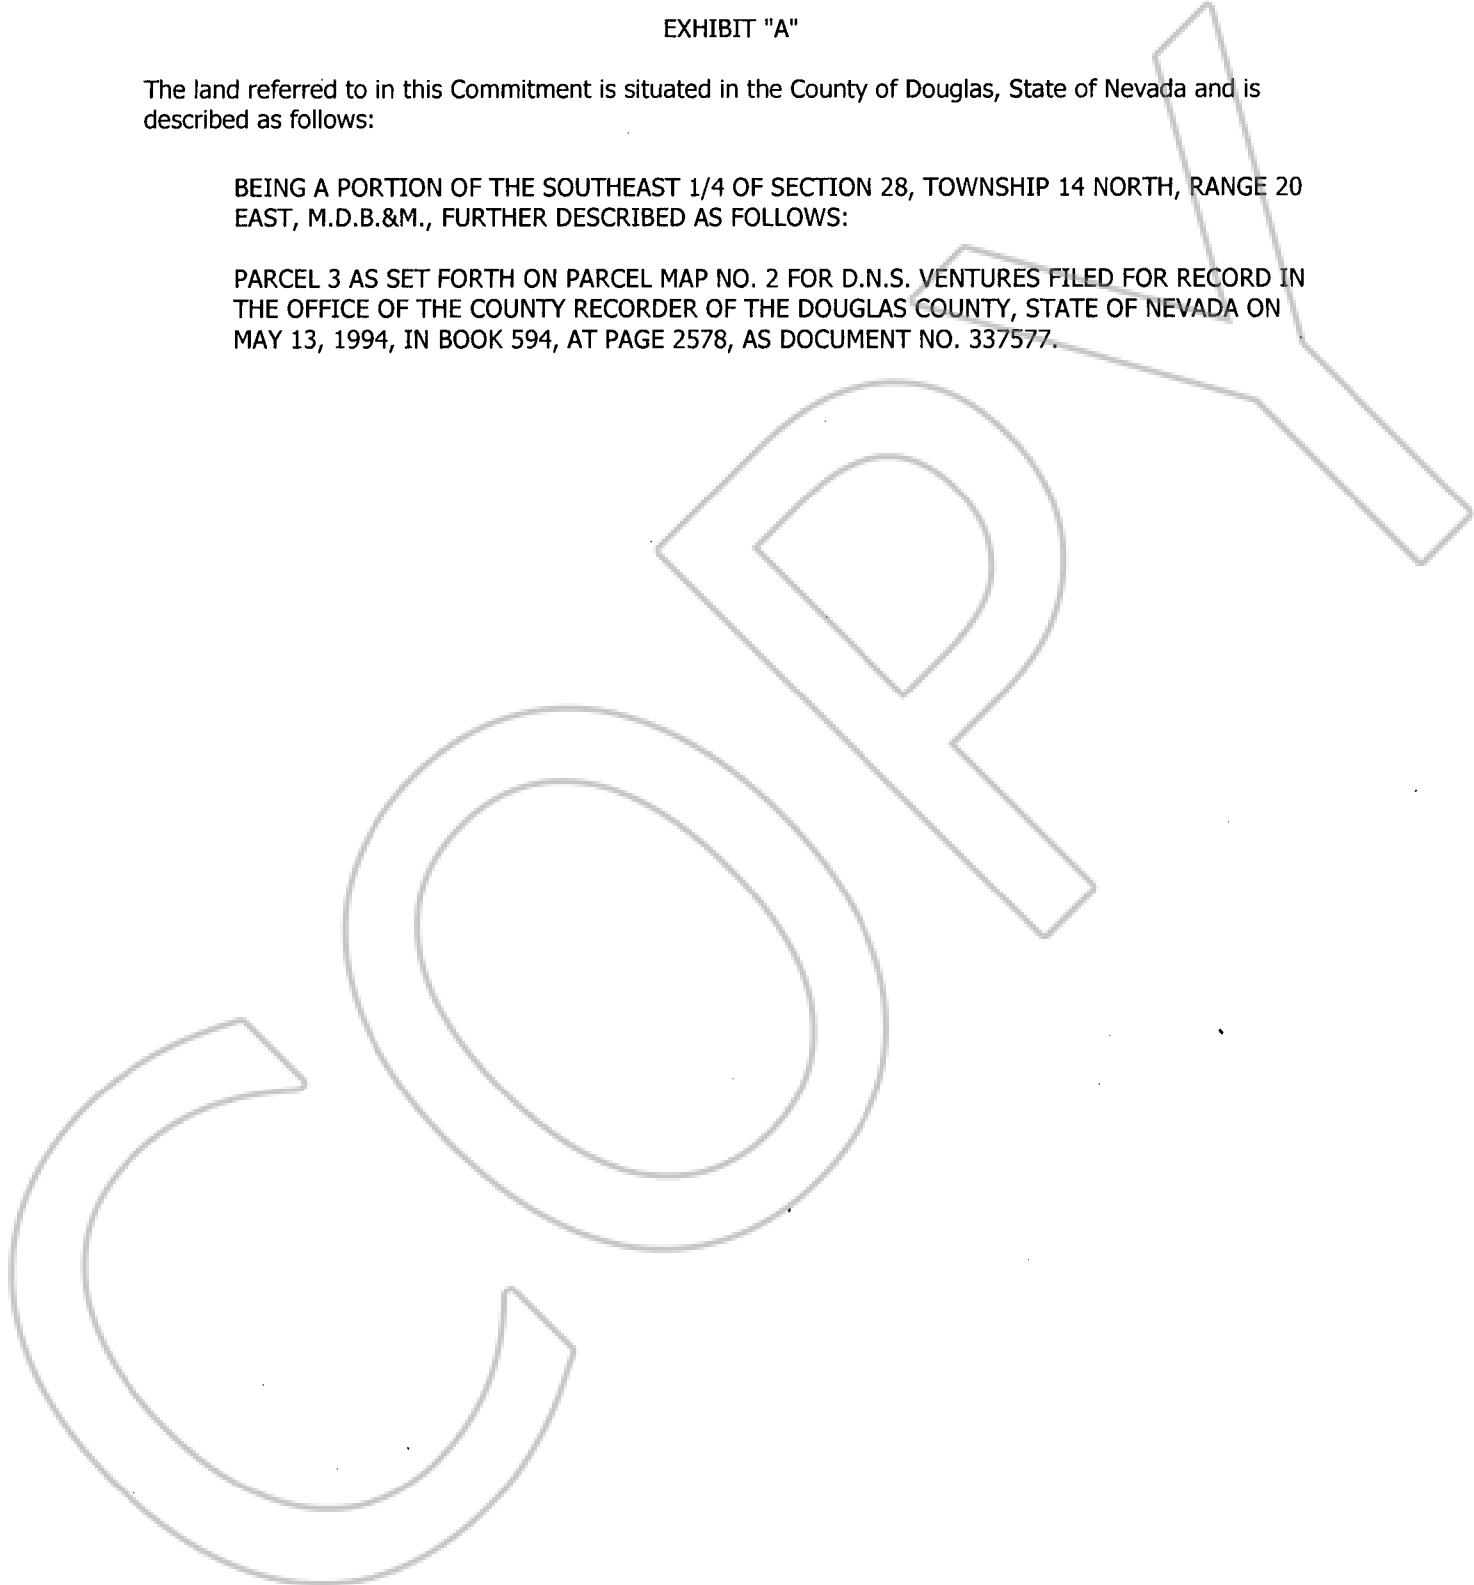 EXHIBIT "A"
The land referred to in this Commitment is situated in the County of Douglas, State of Nevada and is
described as follows:
BEING A PORTION OF THE SOUTHEAST 1/4 OF SECTION 28, TOWNSHIP 14 NORTH, RANGE 20
EAST, M.D.B.&M., FURTHER DESCRIBED AS FOLLOWS:
PARCEL 3 AS SET FORTH ON PARCEL MAP NO. 2 FOR D.N.S. VENTURES FILED FOR RECORD IN
THE OFFICE OF THE COUNTY RECORDER OF THE DOUGLAS COUNTY, STATE OF NEVADA ON
MAY 13, 1994, IN BOOK 594, AT PAGE 2578, AS DOCUMENT NO. 337577.
COPY